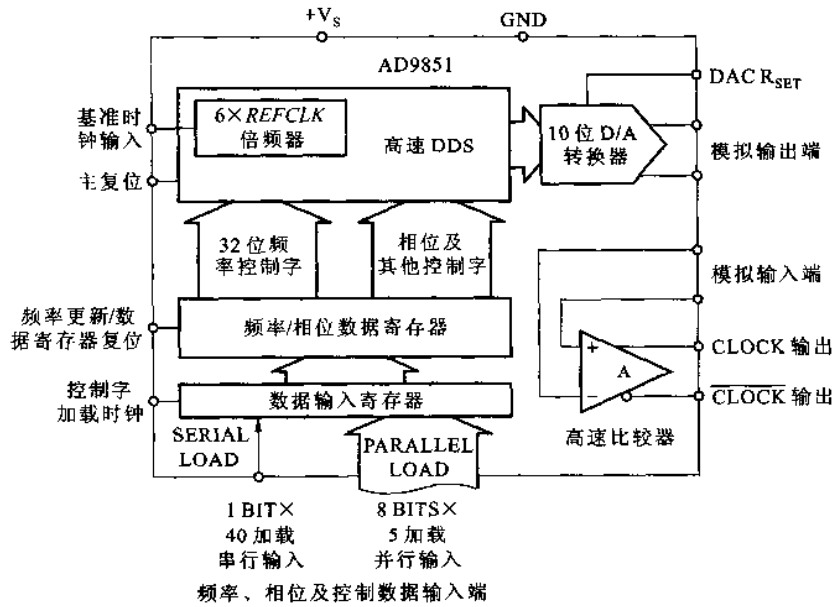 +V_S
GND
AD9851
DAC R_SET
基准时
钟输入
6×REFCLK
倍频器
高速 DDS
10 位 D/A
转换器
模拟输出端
主复位
32 位频
率控制字
相位及
其他控制字
模拟输入端
频率更新/数
据寄存器复位
频率/相位数据寄存器
+
A
−
CLOCK 输出
C̅L̅O̅C̅K̅ 输出
控制字
加载时钟
数据输入寄存器
高速比较器
SERIAL
LOAD
PARALLEL
LOAD
1 BIT×
40 加载
串行输入
8 BITS×
5 加载
并行输入
频率、相位及控制数据输入端